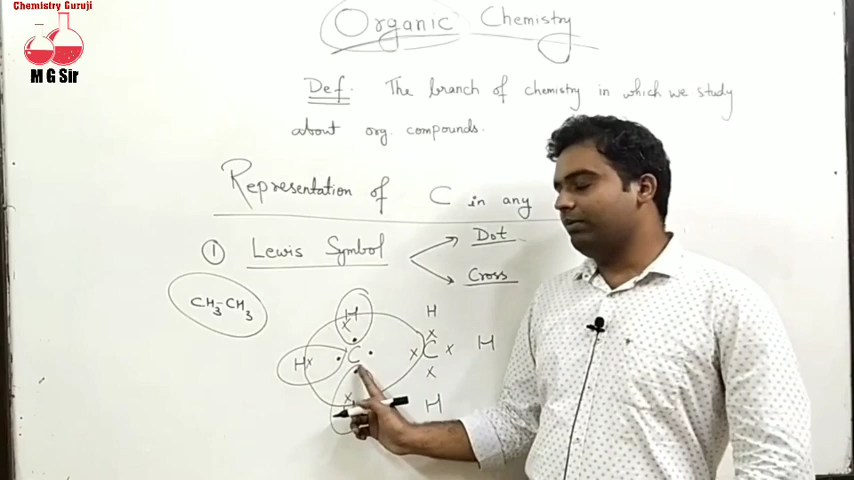 Chemistry Guruji
M G Sir
Organic Chemistry
Def. The branch of chemistry in which we study
about org. compounds.
Representation of C in any
① Lewis Symbol
Dot
Cross
CH3-CH3
H H
x x
Hx C x C x H
x x
H